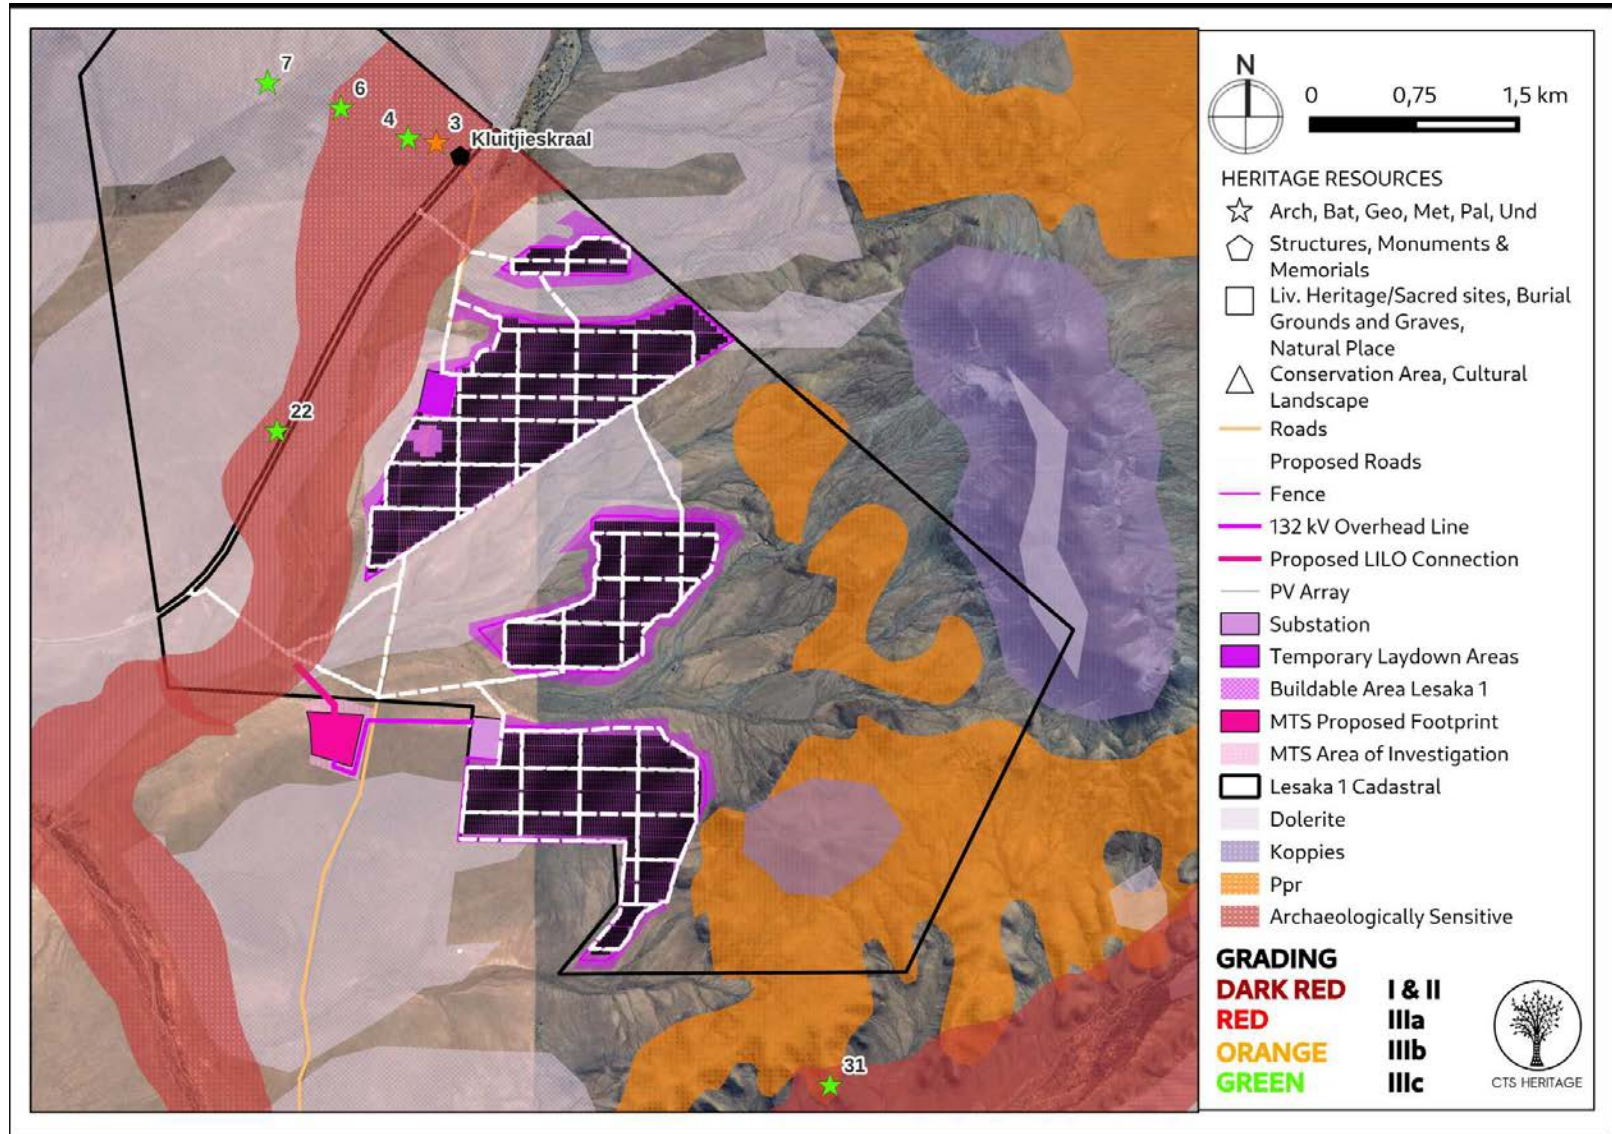 7
6
4
3
Kluitjieskraal
22
31
N
0 0,75 1,5 km
HERITAGE RESOURCES
Arch, Bat, Geo, Met, Pal, Und
Structures, Monuments &
Memorials
Liv. Heritage/Sacred sites, Burial
Grounds and Graves,
Natural Place
Conservation Area, Cultural
Landscape
Roads
Proposed Roads
Fence
132 kV Overhead Line
Proposed LILO Connection
PV Array
Substation
Temporary Laydown Areas
Buildable Area Lesaka 1
MTS Proposed Footprint
MTS Area of Investigation
Lesaka 1 Cadastral
Dolerite
Koppies
Ppr
Archaeologically Sensitive
GRADING
DARK RED I & II
RED IIIa
ORANGE IIIb
GREEN IIIc
CTS HERITAGE